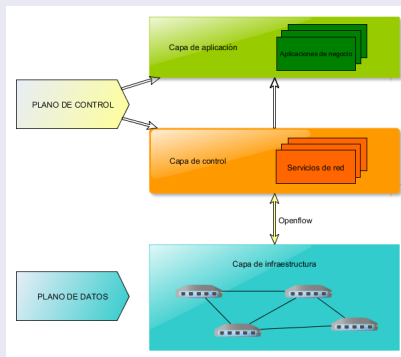 Capa de aplicación
Aplicaciones de negocio
PLANO DE CONTROL
Capa de control
Servicios de red
Openflow
Capa de infraestructura
PLANO DE DATOS